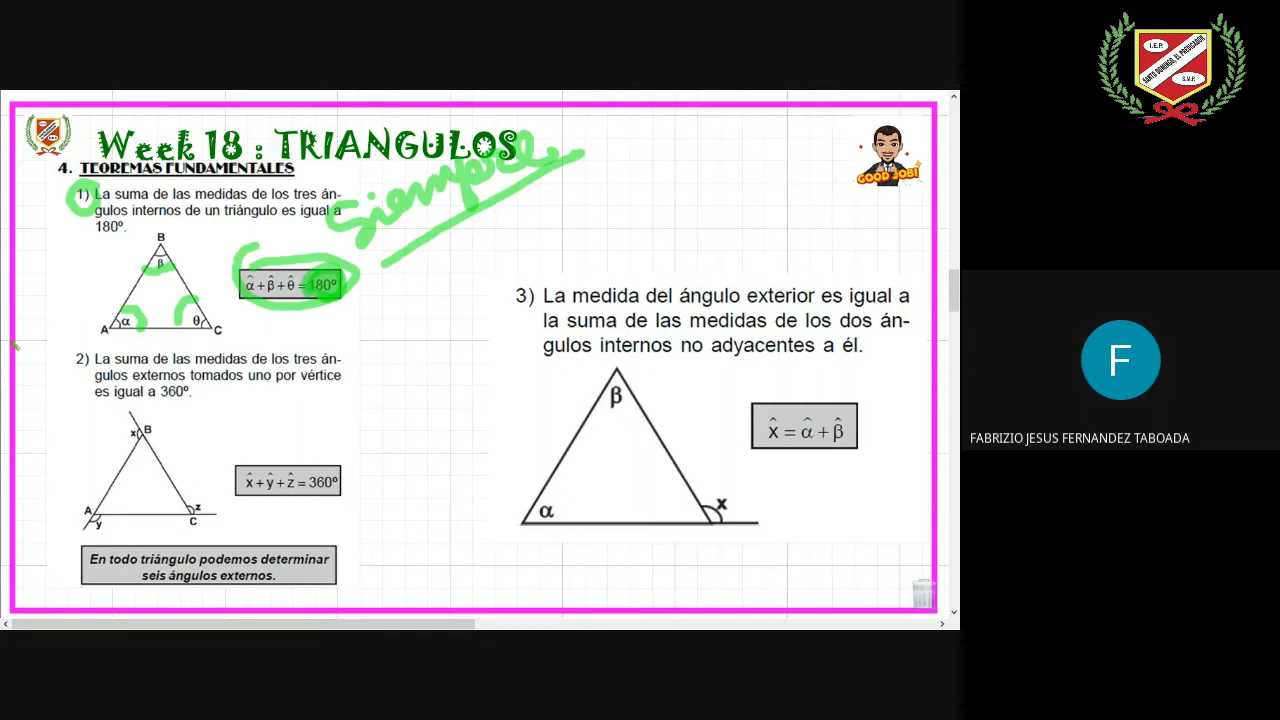 I.E.P.
SANTO DOMINGO, EL PREDICADOR
S.M.P.
Week 18 : TRIANGULOS
4. TEOREMAS FUNDAMENTALES
Siempre
GOOD JOB!
1) La suma de las medidas de los tres án-
gulos internos de un triángulo es igual a
180º.
B
β
α̂ + β̂ + θ̂ = 180º
A α θ C
2) La suma de las medidas de los tres án-
gulos externos tomados uno por vértice
es igual a 360º.
x B
x̂ + ŷ + ẑ = 360º
A z
y C
En todo triángulo podemos determinar
seis ángulos externos.
3) La medida del ángulo exterior es igual a
la suma de las medidas de los dos án-
gulos internos no adyacentes a él.
β
x̂ = α̂ + β̂
α x
F
FABRIZIO JESUS FERNANDEZ TABOADA